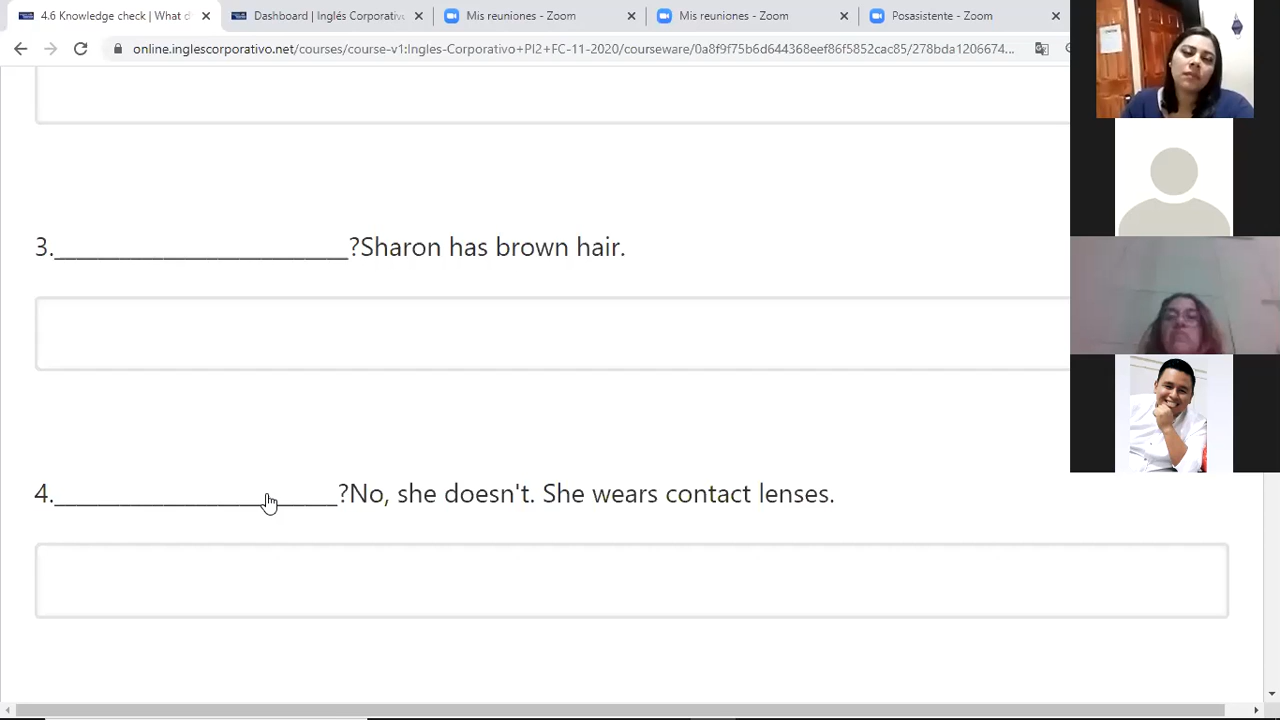 4.6 Knowledge check | What d
Dashboard | Inglés Corporativo
Mis reuniones - Zoom
Mis reuniones - Zoom
Posasistente - Zoom
online.inglescorporativo.net/courses/course-v1:Ingles-Corporativo+PI2+FC-11-2020/courseware/0a8f9f75b6d644368eef86f5852cac85/278bda1206674...
3.________________________?Sharon has brown hair.
4._______________________?No, she doesn't. She wears contact lenses.